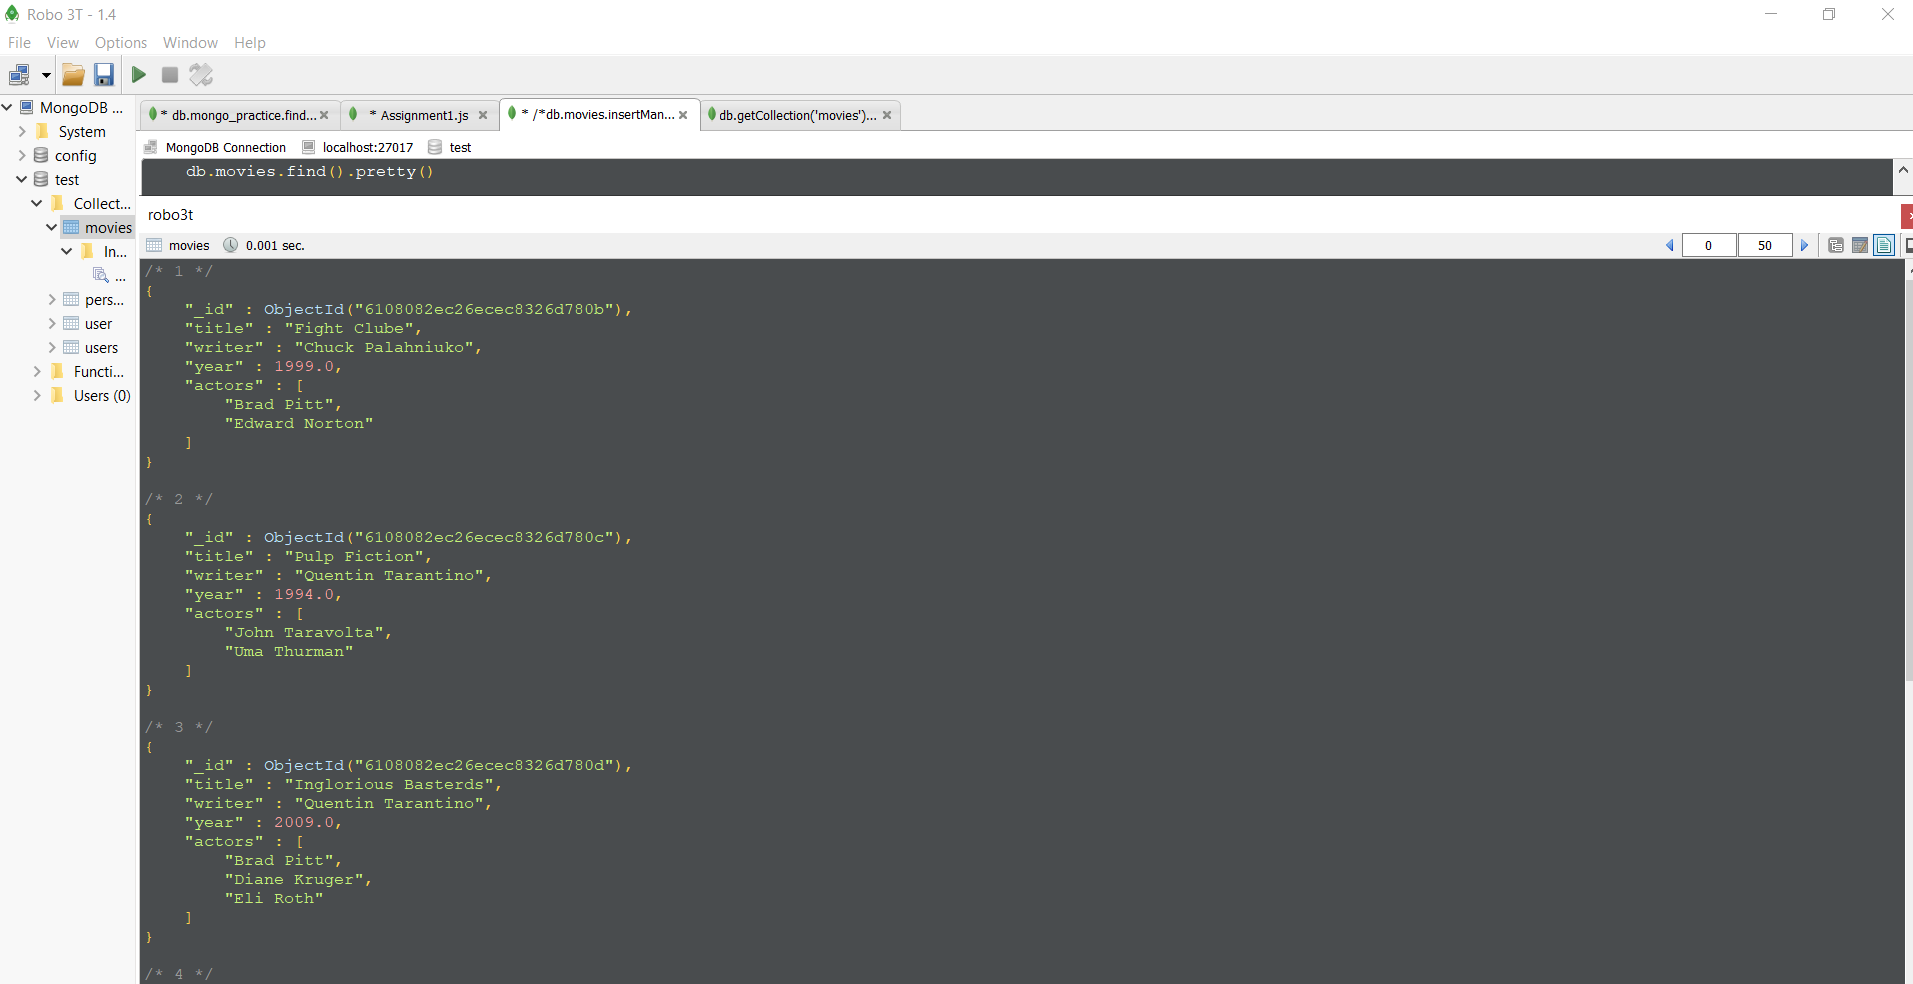 Robo 3T - 1.4
File View Options Window Help
MongoDB ...
System
config
test
Collect...
movies
In...
...
pers...
user
users
Functi...
Users (0)
* db.mongo_practice.find... * Assignment1.js * /*db.movies.insertMan... db.getCollection('movies')...
MongoDB Connection localhost:27017 test
db.movies.find().pretty()
robo3t
movies 0.001 sec. 0 50
/* 1 */
{
"_id" : ObjectId("6108082ec26ecec8326d780b"),
"title" : "Fight Clube",
"writer" : "Chuck Palahniuko",
"year" : 1999.0,
"actors" : [
"Brad Pitt",
"Edward Norton"
]
}
/* 2 */
{
"_id" : ObjectId("6108082ec26ecec8326d780c"),
"title" : "Pulp Fiction",
"writer" : "Quentin Tarantino",
"year" : 1994.0,
"actors" : [
"John Taravolta",
"Uma Thurman"
]
}
/* 3 */
{
"_id" : ObjectId("6108082ec26ecec8326d780d"),
"title" : "Inglorious Basterds",
"writer" : "Quentin Tarantino",
"year" : 2009.0,
"actors" : [
"Brad Pitt",
"Diane Kruger",
"Eli Roth"
]
}
/* 4 */